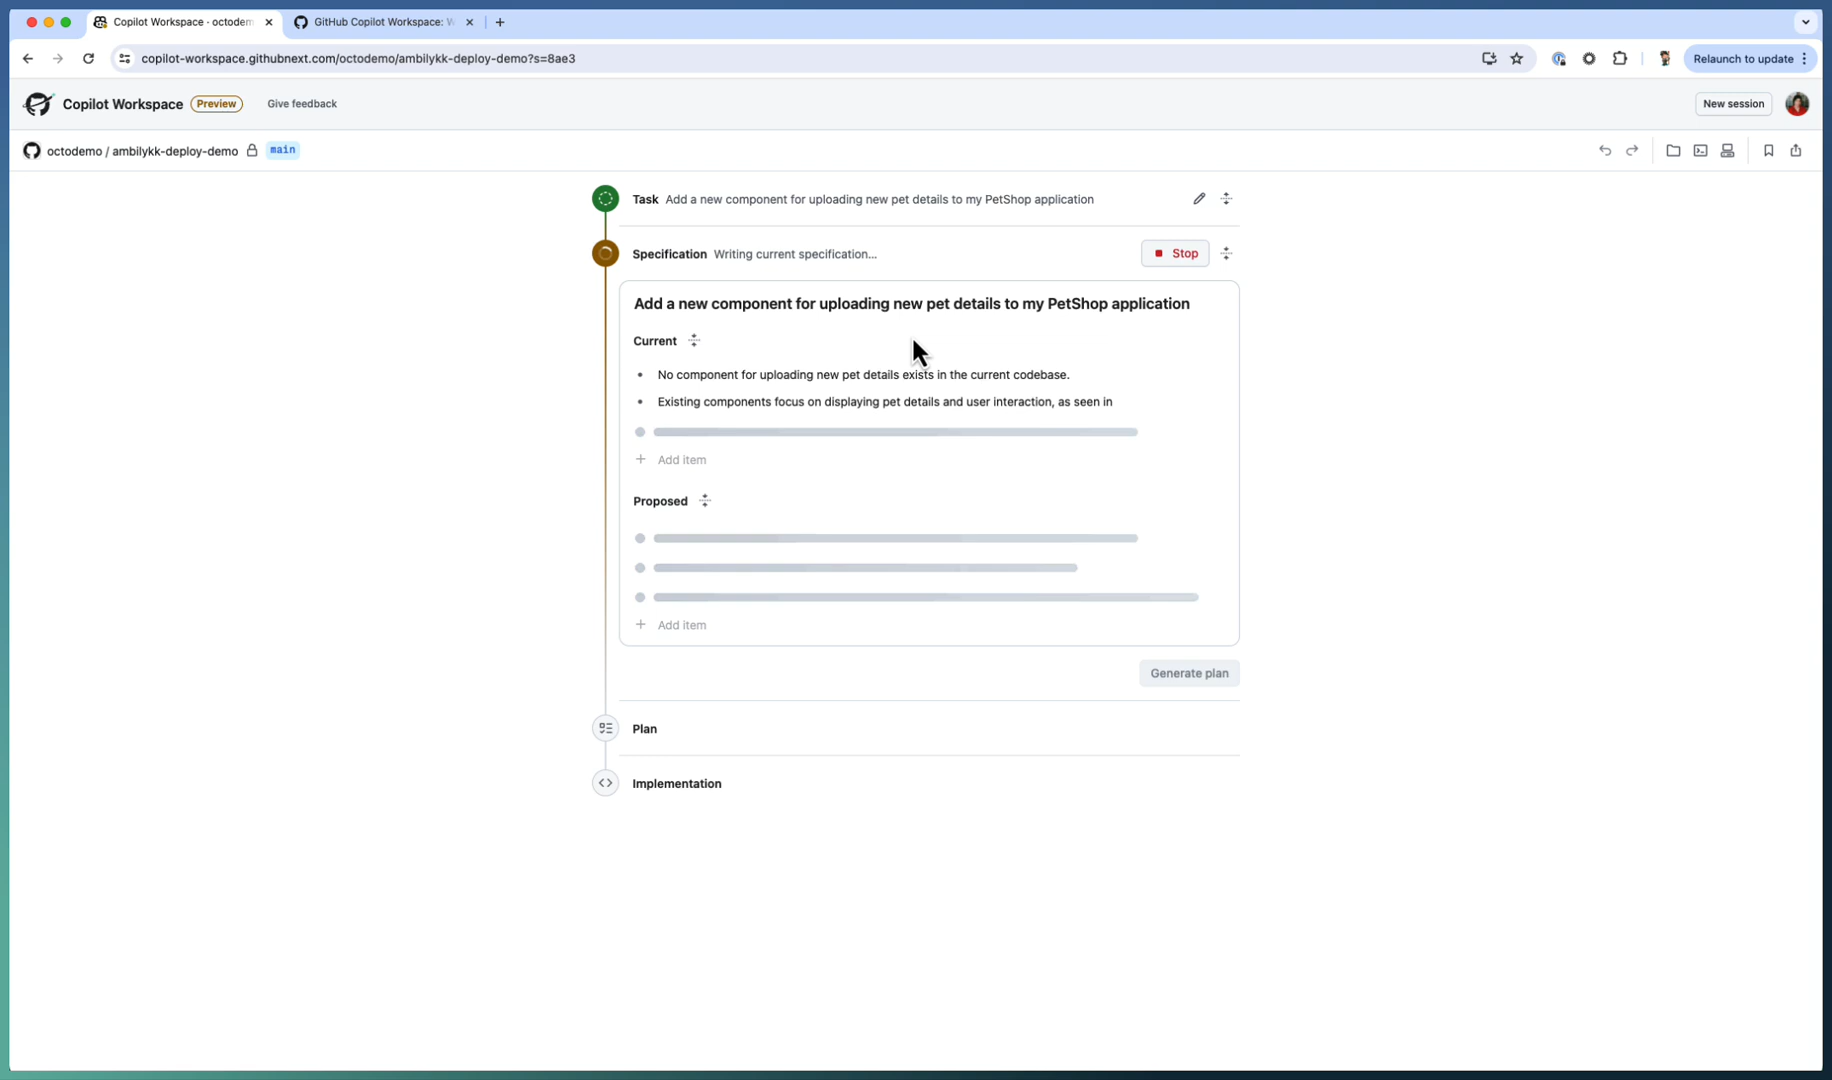 Copilot Workspace · octodem
GitHub Copilot Workspace: W
copilot-workspace.githubnext.com/octodemo/ambilykk-deploy-demo?s=8ae3
Relaunch to update
Copilot Workspace Preview Give feedback
New session
octodemo / ambilykk-deploy-demo main
Task Add a new component for uploading new pet details to my PetShop application
Specification Writing current specification...
Stop
Add a new component for uploading new pet details to my PetShop application
Current
• No component for uploading new pet details exists in the current codebase.
• Existing components focus on displaying pet details and user interaction, as seen in
+ Add item
Proposed
+ Add item
Generate plan
Plan
Implementation